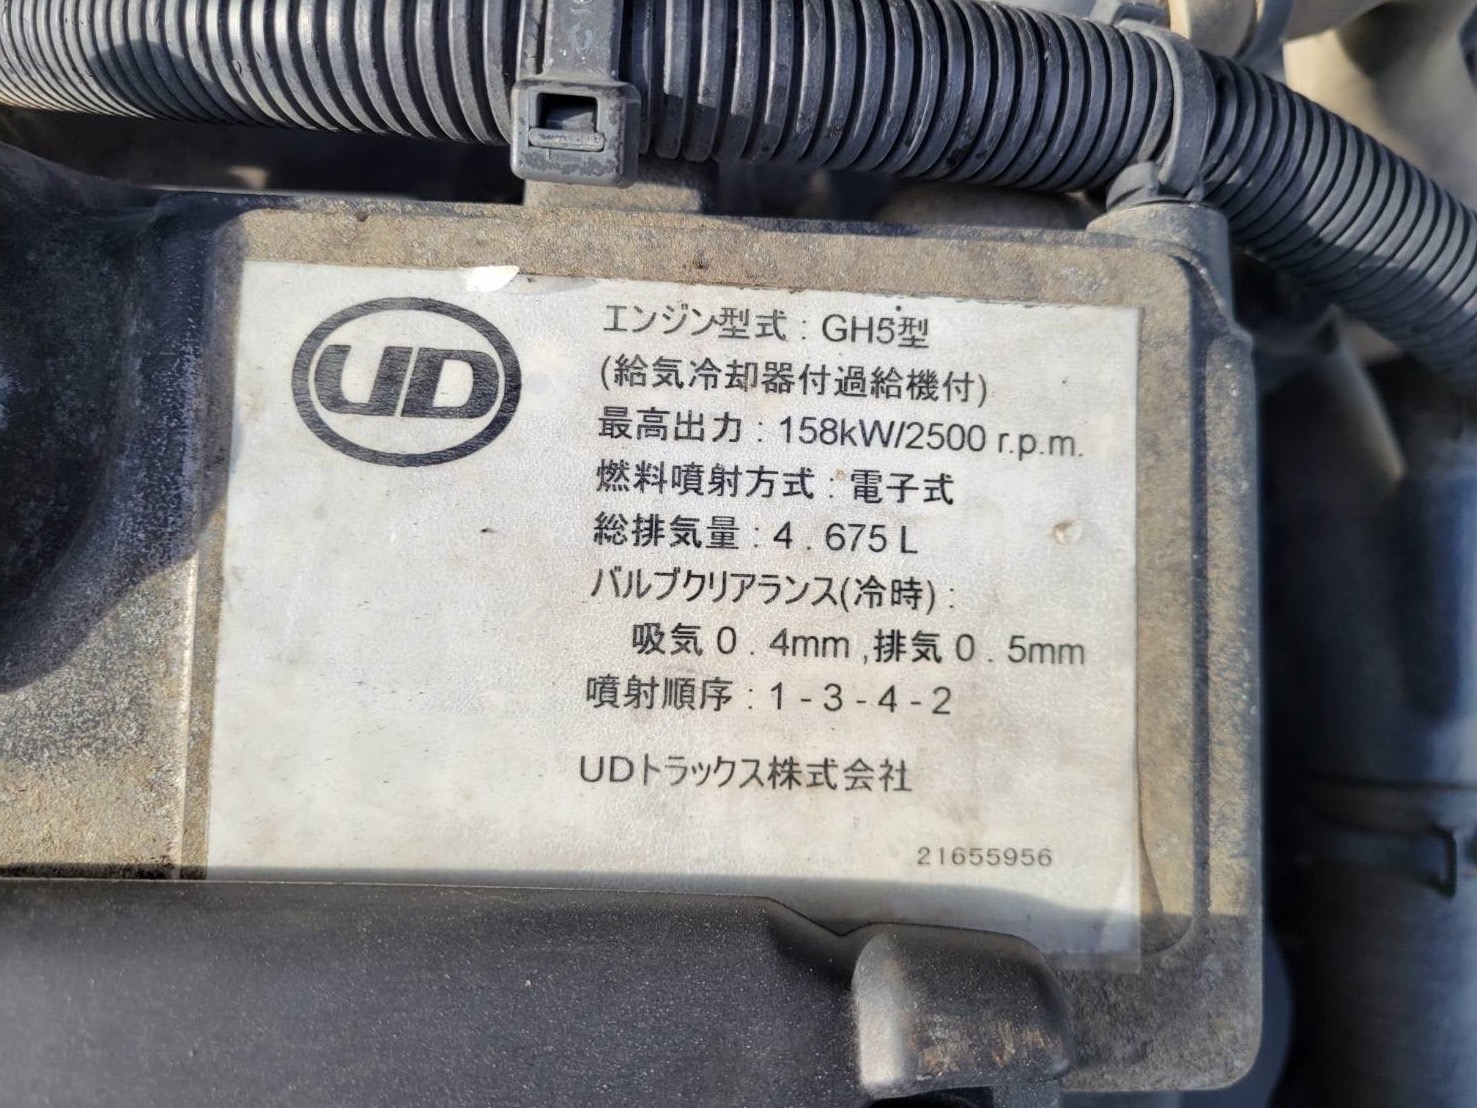 UD
エンジン型式 : GH5型
(給気冷却器付過給機付)
最高出力 : 158kW/2500 r.p.m.
燃料噴射方式 : 電子式
総排気量 : 4 . 675 L
バルブクリアランス(冷時) :
吸気 0 . 4mm ,排気 0 . 5mm
噴射順序 : 1 - 3 - 4 - 2
UDトラックス株式会社
21655956